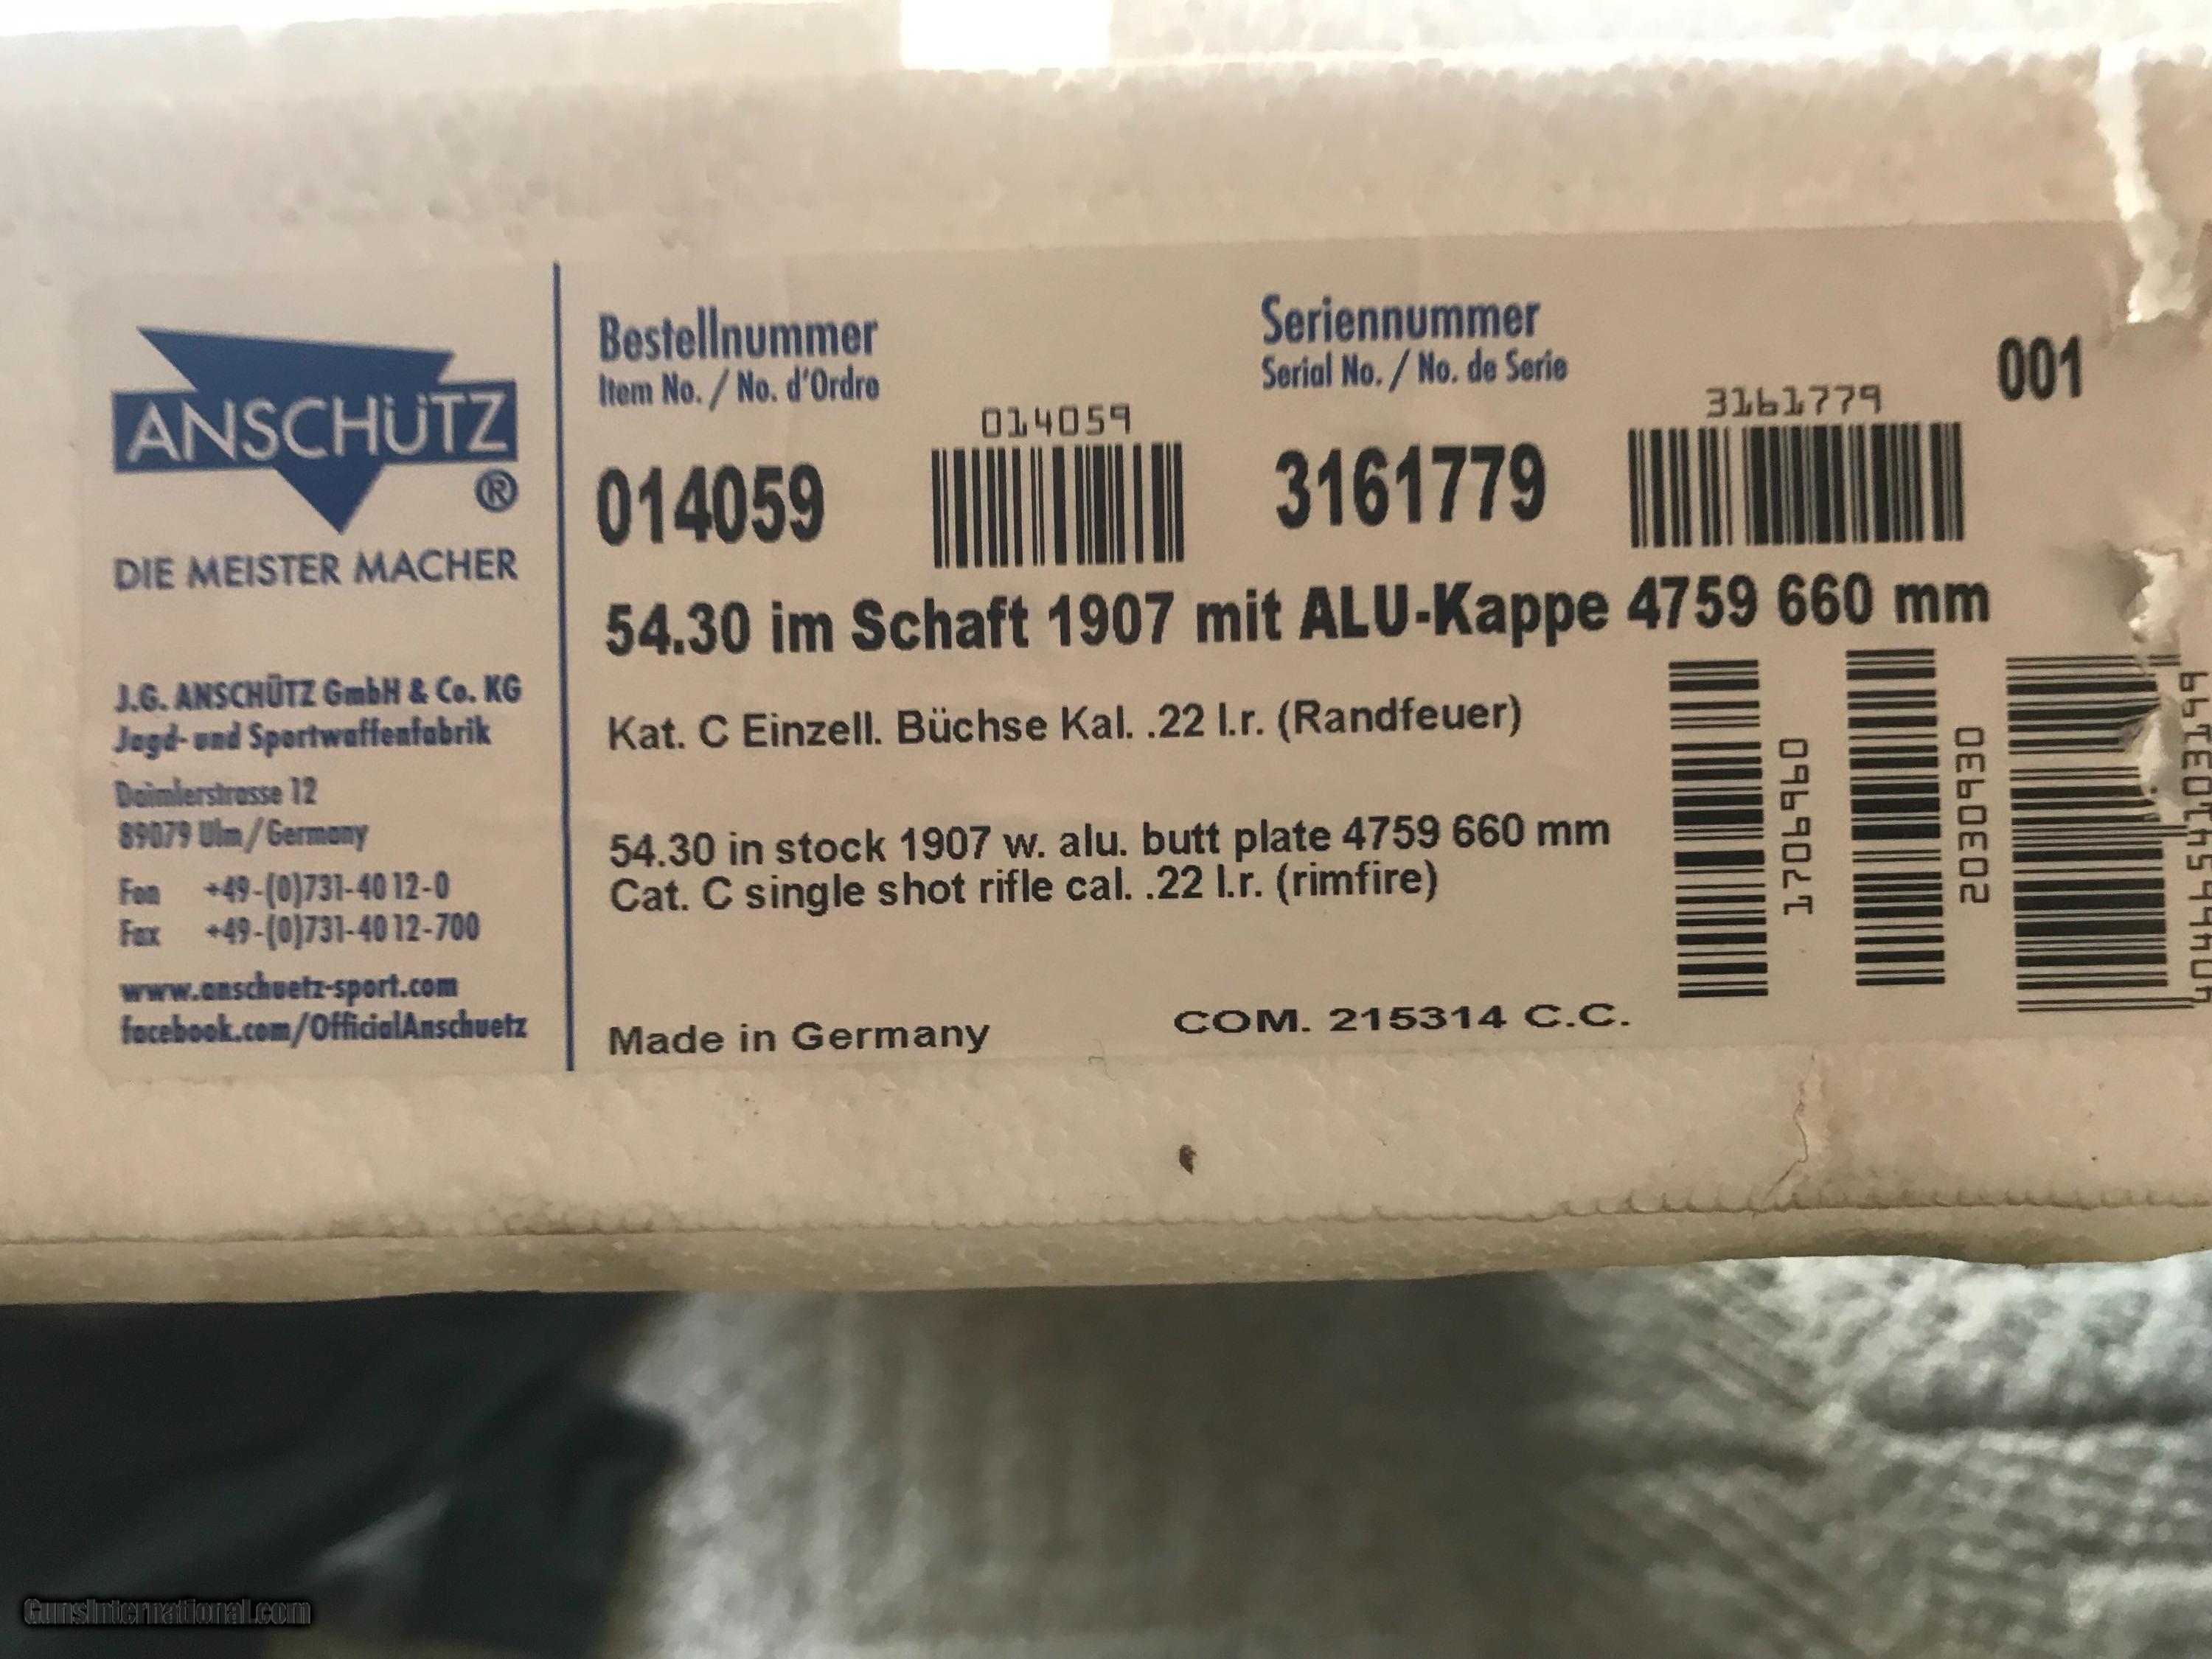 ANSCHÜTZ
®
DIE MEISTER MACHER
J.G. ANSCHÜTZ GmbH & Co. KG
Jagd- und Sportwaffenfabrik
Daimlerstrasse 12
89079 Ulm/Germany
Fon +49-(0)731-40 12-0
Fax +49-(0)731-40 12-700
www.anschuetz-sport.com
facebook.com/OfficialAnschuetz
Bestellnummer
Item No. / No. d'Ordre
014059
014059
Seriennummer
Serial No. / No. de Serie
3161779
3161779
001
54.30 im Schaft 1907 mit ALU-Kappe 4759 660 mm
Kat. C Einzell. Büchse Kal. .22 l.r. (Randfeuer)
54.30 in stock 1907 w. alu. butt plate 4759 660 mm
Cat. C single shot rifle cal. .22 l.r. (rimfire)
Made in Germany
COM. 215314 C.C.
1706960
2030930
GunsInternational.com